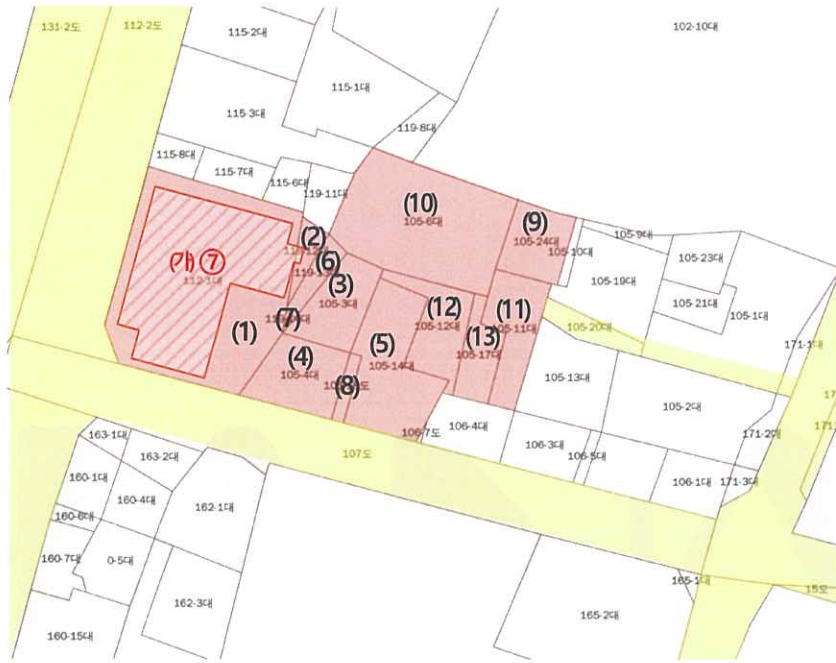 131-2도
112-2도
115-2대
102-10대
115-1대
115-3대
119-8대
115-8대
115-7대
115-6대
119-11대
(10)
105-6대
(9)
105-24대
105-10대
105-9대
105-23대
105-19대
105-21대
105-1대
171-1대
(가) ⑦
112-1대
(2)
(6)
(3)
105-3대
(7)
(1)
(12)
105-12대
(11)
105-11대
(13)
105-17대
105-20대
(5)
105-14대
(4)
105-4대
(8)
105-13대
105-2대
106-7도
106-4대
106-3대
106-5대
106-1대
171-2대
171-3대
107도
163-1대
163-2대
160-1대
160-4대
162-1대
160-6대
160-7대
0-5대
162-3대
160-15대
165-1대
165-2대
15도